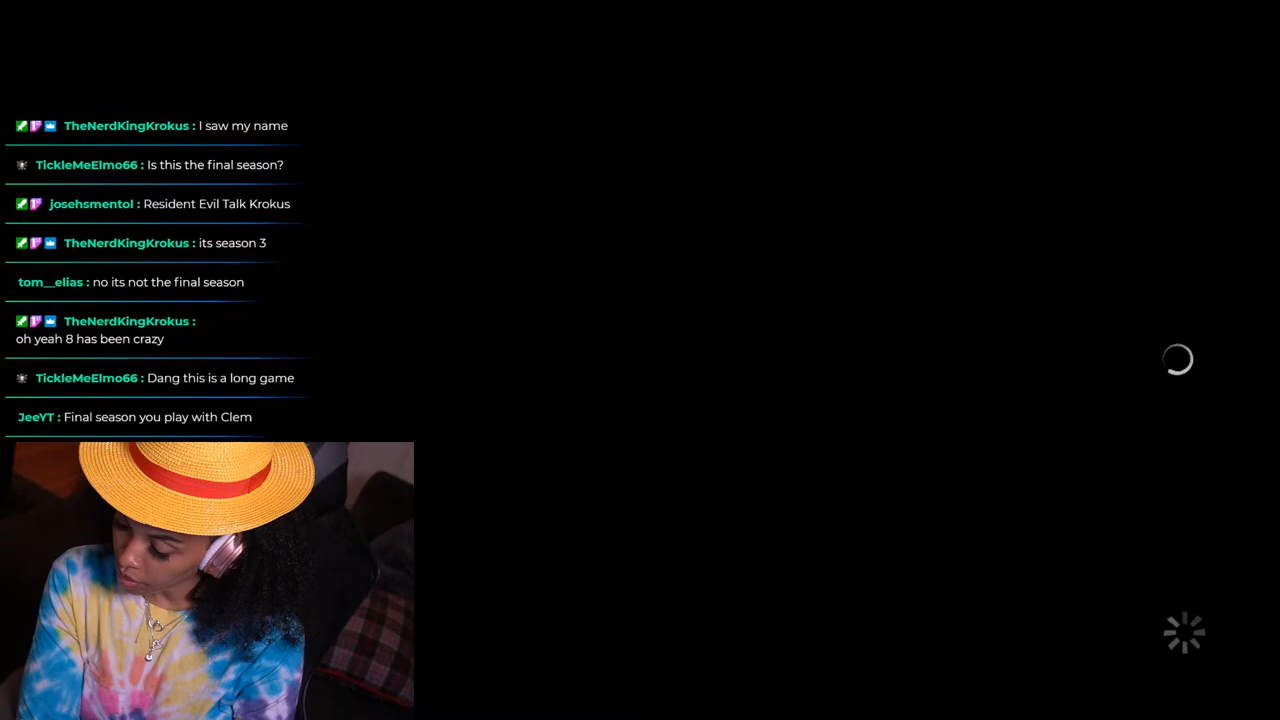 TheNerdKingKrokus : I saw my name
TickleMeElmo66 : Is this the final season?
josehsmentol : Resident Evil Talk Krokus
TheNerdKingKrokus : its season 3
tom__elias : no its not the final season
TheNerdKingKrokus :
oh yeah 8 has been crazy
TickleMeElmo66 : Dang this is a long game
JeeYT : Final season you play with Clem